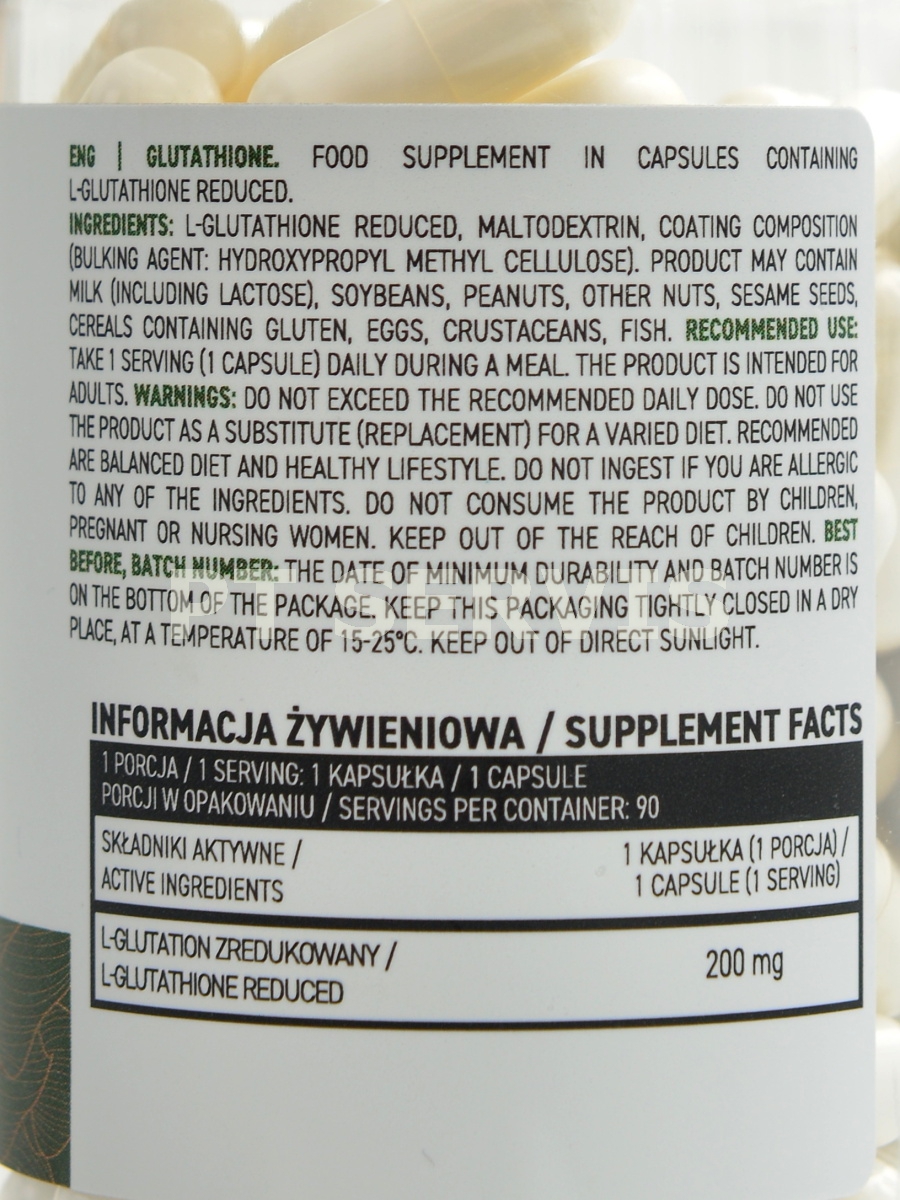 ENG | GLUTATHIONE. FOOD SUPPLEMENT IN CAPSULES CONTAINING
L-GLUTATHIONE REDUCED.
INGREDIENTS: L-GLUTATHIONE REDUCED, MALTODEXTRIN, COATING COMPOSITION
(BULKING AGENT: HYDROXYPROPYL METHYL CELLULOSE). PRODUCT MAY CONTAIN
MILK (INCLUDING LACTOSE), SOYBEANS, PEANUTS, OTHER NUTS, SESAME SEEDS,
CEREALS CONTAINING GLUTEN, EGGS, CRUSTACEANS, FISH. RECOMMENDED USE:
TAKE 1 SERVING (1 CAPSULE) DAILY DURING A MEAL. THE PRODUCT IS INTENDED FOR
ADULTS. WARNINGS: DO NOT EXCEED THE RECOMMENDED DAILY DOSE. DO NOT USE
THE PRODUCT AS A SUBSTITUTE (REPLACEMENT) FOR A VARIED DIET. RECOMMENDED
ARE BALANCED DIET AND HEALTHY LIFESTYLE. DO NOT INGEST IF YOU ARE ALLERGIC
TO ANY OF THE INGREDIENTS. DO NOT CONSUME THE PRODUCT BY CHILDREN,
PREGNANT OR NURSING WOMEN. KEEP OUT OF THE REACH OF CHILDREN. BEST
BEFORE, BATCH NUMBER: THE DATE OF MINIMUM DURABILITY AND BATCH NUMBER IS
ON THE BOTTOM OF THE PACKAGE. KEEP THIS PACKAGING TIGHTLY CLOSED IN A DRY
PLACE, AT A TEMPERATURE OF 15-25°C. KEEP OUT OF DIRECT SUNLIGHT.
PT SERVIS
INFORMACJA ŻYWIENIOWA / SUPPLEMENT FACTS
1 PORCJA / 1 SERVING: 1 KAPSUŁKA / 1 CAPSULE
PORCJI W OPAKOWANIU / SERVINGS PER CONTAINER: 90
SKŁADNIKI AKTYWNE /
ACTIVE INGREDIENTS
1 KAPSUŁKA (1 PORCJA) /
1 CAPSULE (1 SERVING)
L-GLUTATION ZREDUKOWANY /
L-GLUTATHIONE REDUCED
200 mg